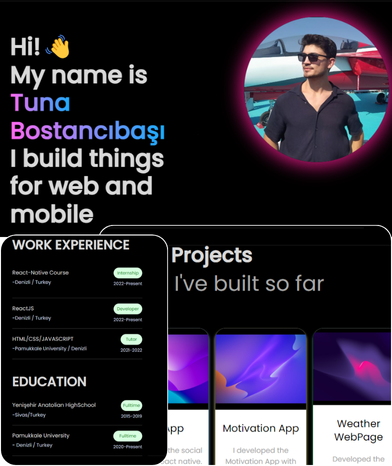 Hi! 👋
My name is
Tuna
Bostancıbaşı
I build things
for web and
mobile
WORK EXPERIENCE
React-Native Course
Internship
-Denizli / Turkey
2022-Present
ReactJS
Developer
-Denizli / Turkey
2022-Present
HTML/CSS/JAVASCRIPT
Tutor
-Pamukkale University / Denizli
2021-2023
EDUCATION
Yenişehir Anatolian HighSchool
Fulltime
-Sivas/Turkey
2015-2019
Pamukkale University
Fulltime
- Denizli / Turkey
2020-Present
Projects
I've built so far
App
the social
act native.
Motivation App
I developed the
Motivation App with
Weather
WebPage
I developed the